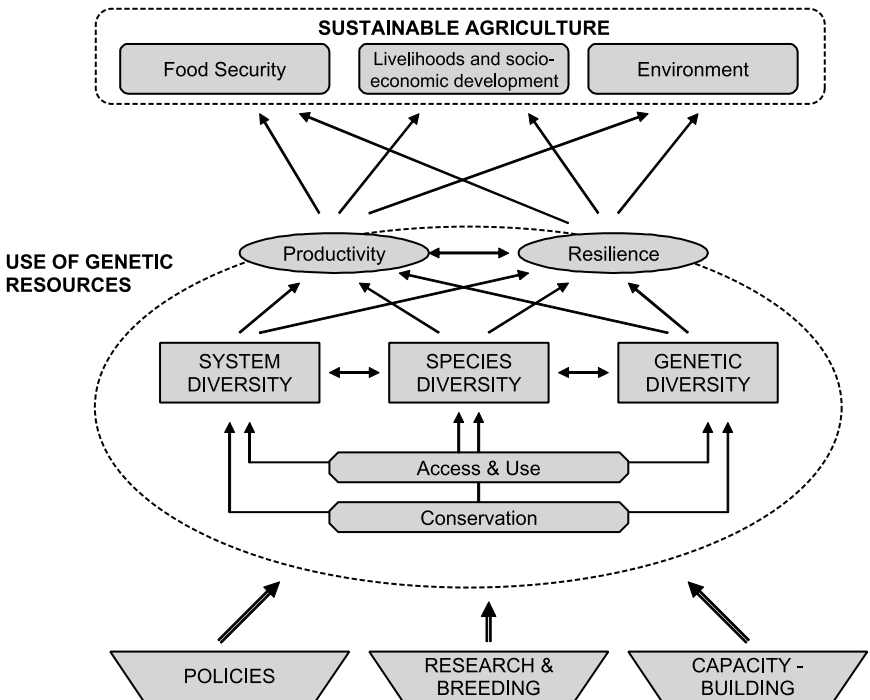 SUSTAINABLE AGRICULTURE
Food Security
Livelihoods and socio-
economic development
Environment
USE OF GENETIC
RESOURCES
Productivity
Resilience
SYSTEM
DIVERSITY
SPECIES
DIVERSITY
GENETIC
DIVERSITY
Access & Use
Conservation
POLICIES
RESEARCH &
BREEDING
CAPACITY -
BUILDING